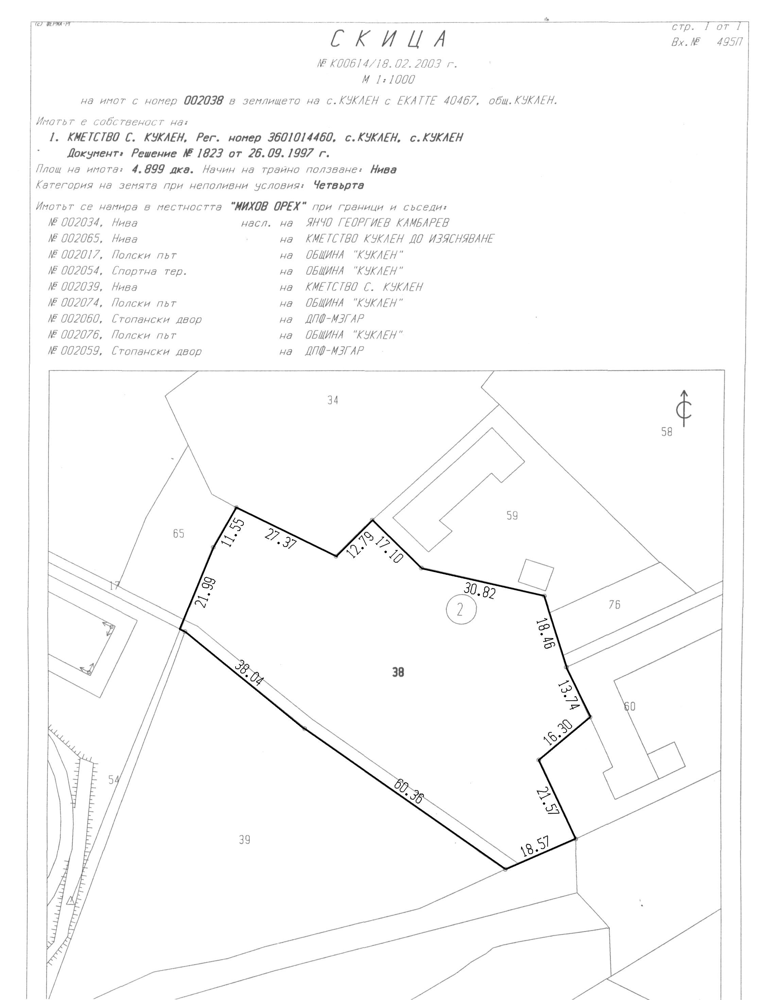 (c) ФЕРМА-РГ
стр. 1 от 1
СКИЦА
Вх.№ 495П
№ К00614/18.02.2003 г.
М 1:1000
на имот с номер 002038 в землището на с.КУКЛЕН с ЕКАТТЕ 40467, общ.КУКЛЕН.
Имотът е собственост на:
1. КМЕТСТВО С. КУКЛЕН, Рег. номер 3601014460, с.КУКЛЕН, с.КУКЛЕН
Документ: Решение № 1823 от 26.09.1997 г.
Площ на имота: 4.899 дка. Начин на трайно ползване: Нива
Категория на земята при неполивни условия: Четвърта
Имотът се намира в местността "МИХОВ ОРЕХ" при граници и съседи:
№ 002034, Нива насл. на ЯНЧО ГЕОРГИЕВ КАМБАРЕВ
№ 002065, Нива на КМЕТСТВО КУКЛЕН ДО ИЗЯСНЯВАНЕ
№ 002017, Полски път на ОБЩИНА "КУКЛЕН"
№ 002054, Спортна тер. на ОБЩИНА "КУКЛЕН"
№ 002039, Нива на КМЕТСТВО С. КУКЛЕН
№ 002074, Полски път на ОБЩИНА "КУКЛЕН"
№ 002060, Стопански двор на ДПФ-МЗГАР
№ 002076, Полски път на ОБЩИНА "КУКЛЕН"
№ 002059, Стопански двор на ДПФ-МЗГАР
34
58
59
65
11.55
27.37
12.79
17.10
17
21.99
30.82
2
76
18.46
38.04
38
13.74
60
16.30
54
60.36
21.57
39
18.57